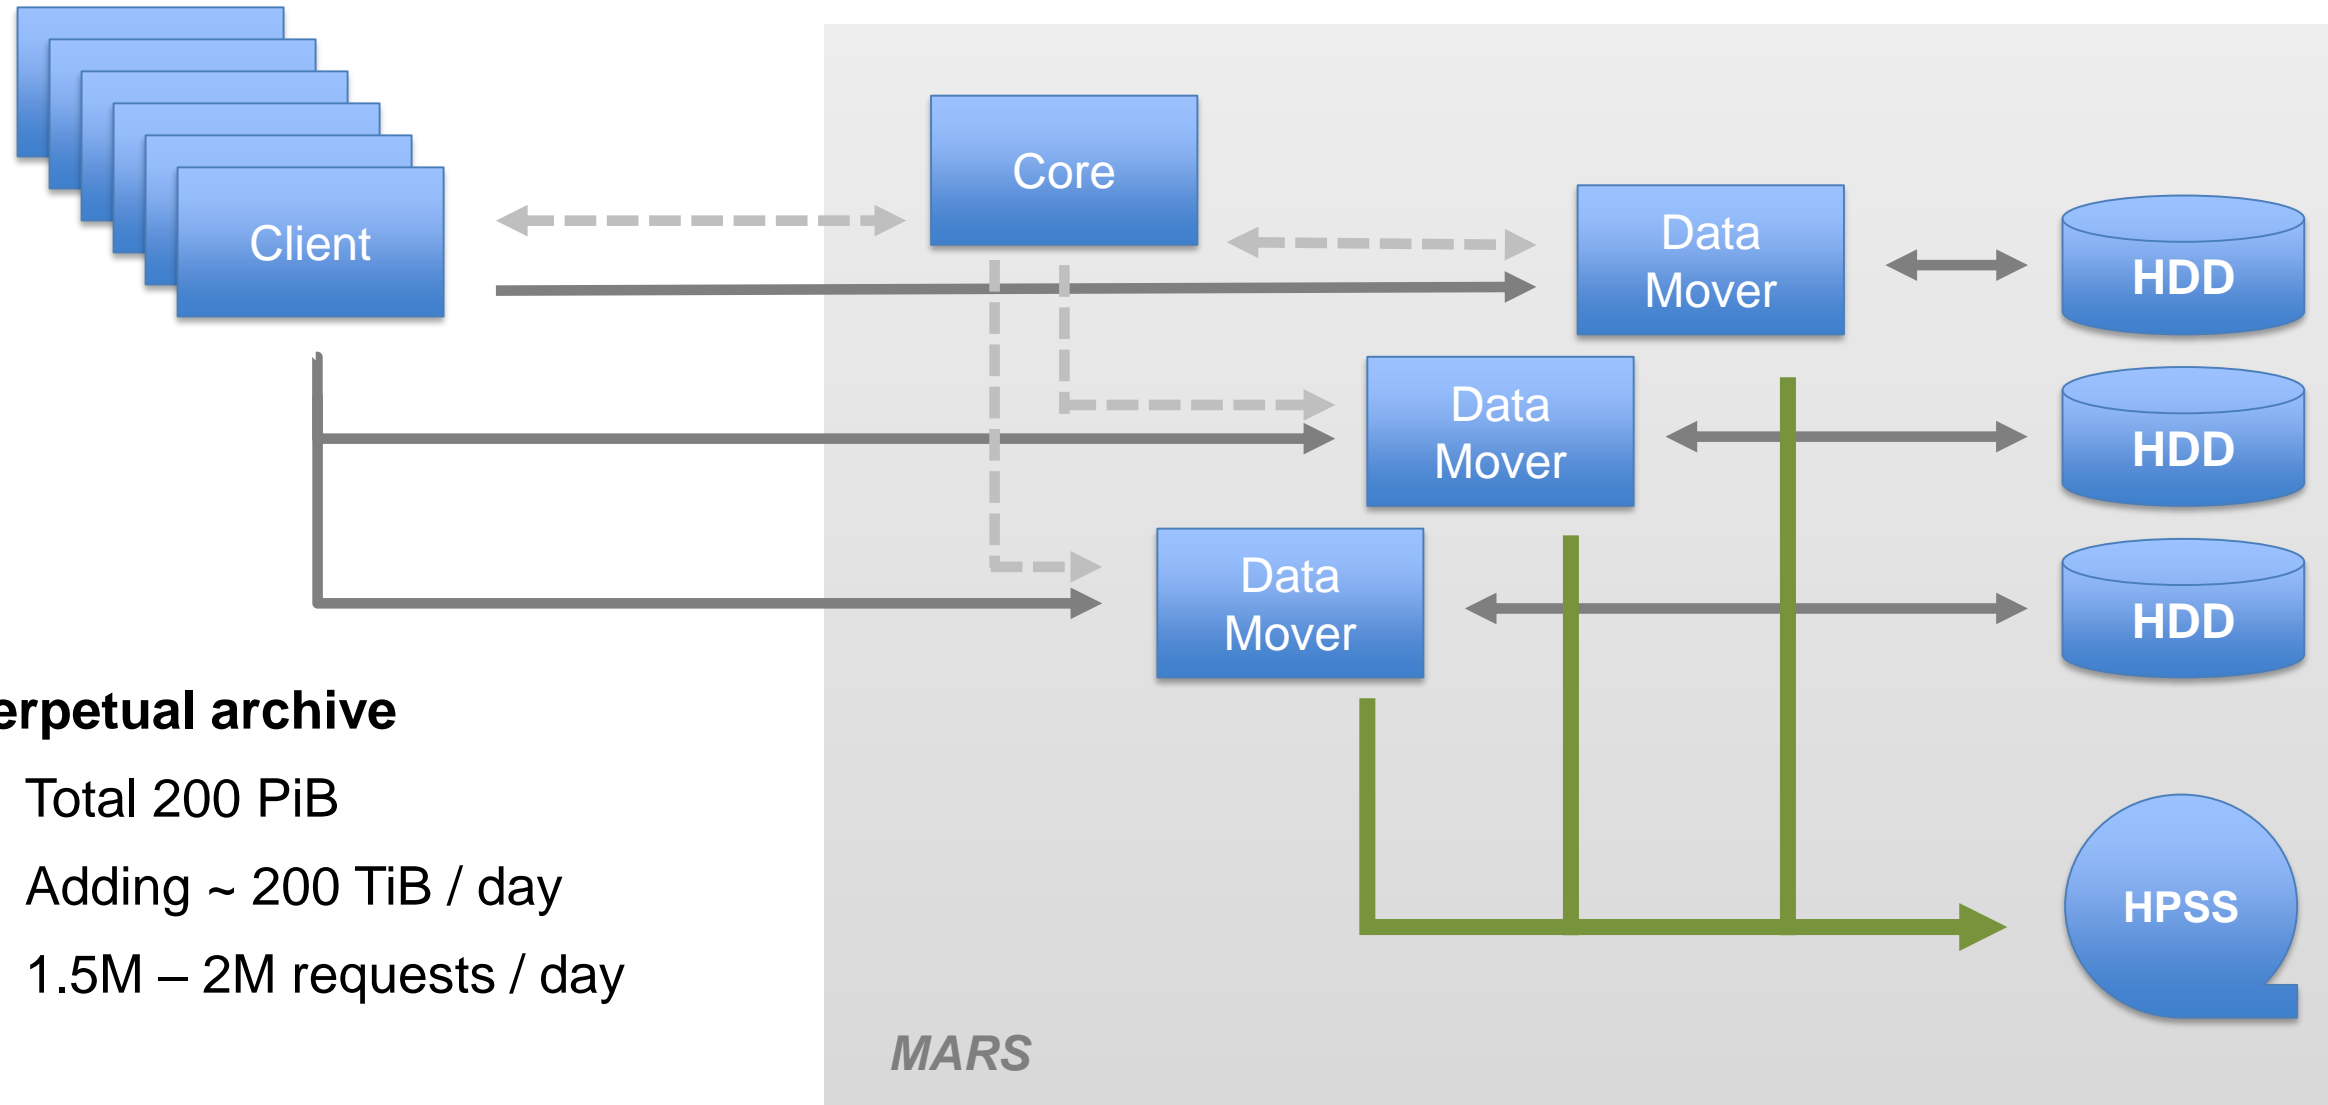 Client
Core
Data
Mover
HDD
Data
Mover
HDD
Data
Mover
HDD
erpetual archive
Total 200 PiB
Adding ~ 200 TiB / day
1.5M – 2M requests / day
HPSS
MARS